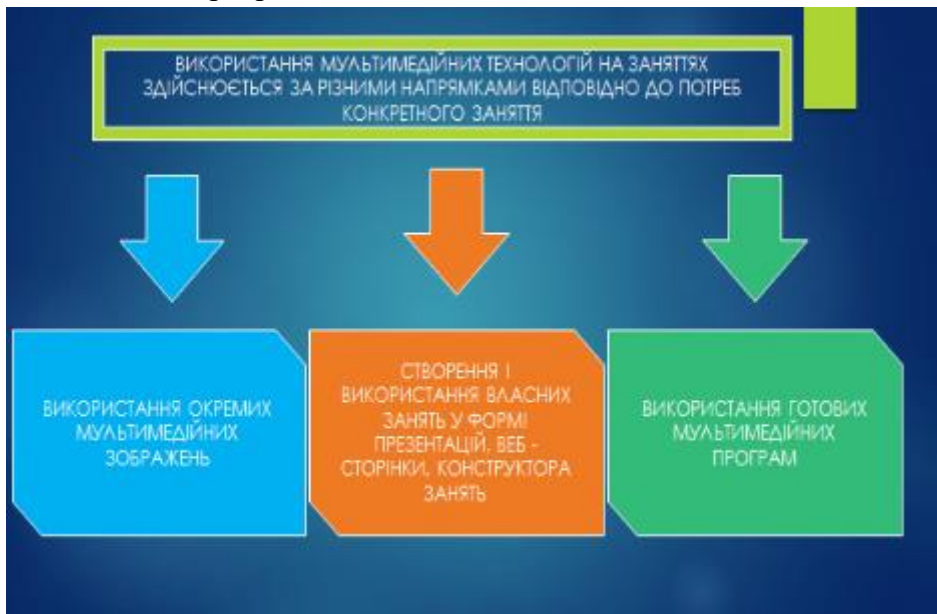 ВИКОРИСТАННЯ МУЛЬТИМЕДІЙНИХ ТЕХНОЛОГІЙ НА ЗАНЯТТЯХ
ЗДІЙСНЮЄТЬСЯ ЗА РІЗНИМИ НАПРЯМКАМИ ВІДПОВІДНО ДО ПОТРЕБ
КОНКРЕТНОГО ЗАНЯТТЯ
ВИКОРИСТАННЯ ОКРЕМИХ
МУЛЬТИМЕДІЙНИХ
ЗОБРАЖЕНЬ
СТВОРЕННЯ І
ВИКОРИСТАННЯ ВЛАСНИХ
ЗАНЯТЬ У ФОРМІ
ПРЕЗЕНТАЦІЙ, ВЕБ -
СТОРІНКИ, КОНСТРУКТОРА
ЗАНЯТЬ
ВИКОРИСТАННЯ ГОТОВИХ
МУЛЬТИМЕДІЙНИХ
ПРОГРАМ